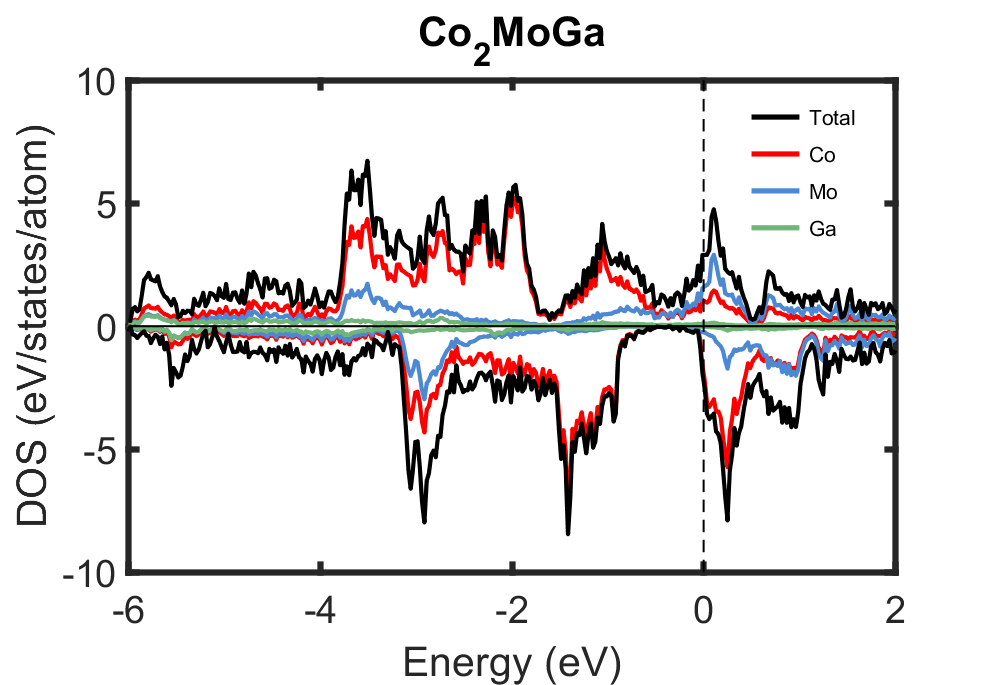 Co₂MoGa
10
5
0
-5
-10
DOS (eV/states/atom)
Total
Co
Mo
Ga
-6 -4 -2 0 2
Energy (eV)